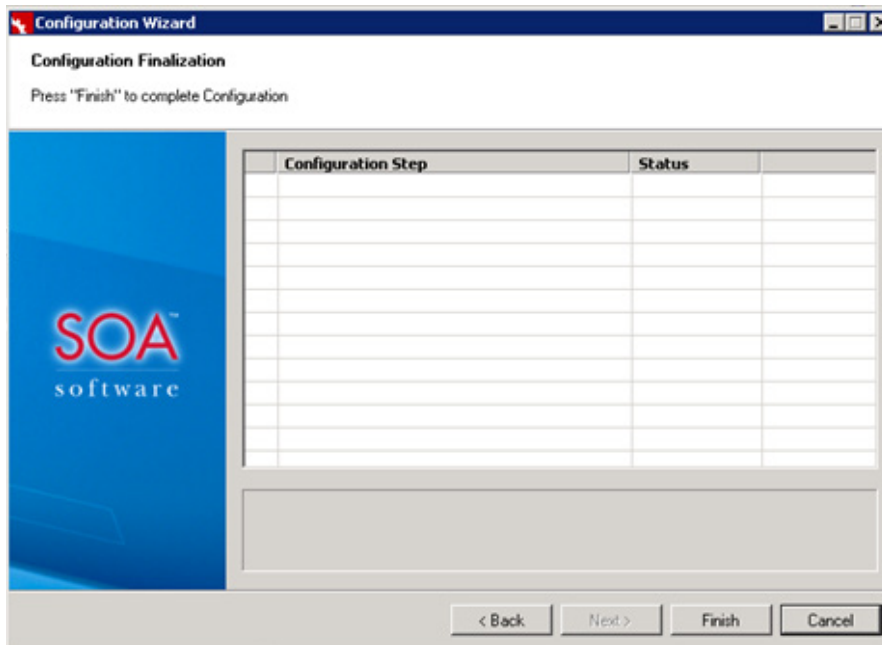 Configuration Wizard
Configuration Finalization
Press "Finish" to complete Configuration
Configuration Step Status
SOA™
software
< Back Next > Finish Cancel